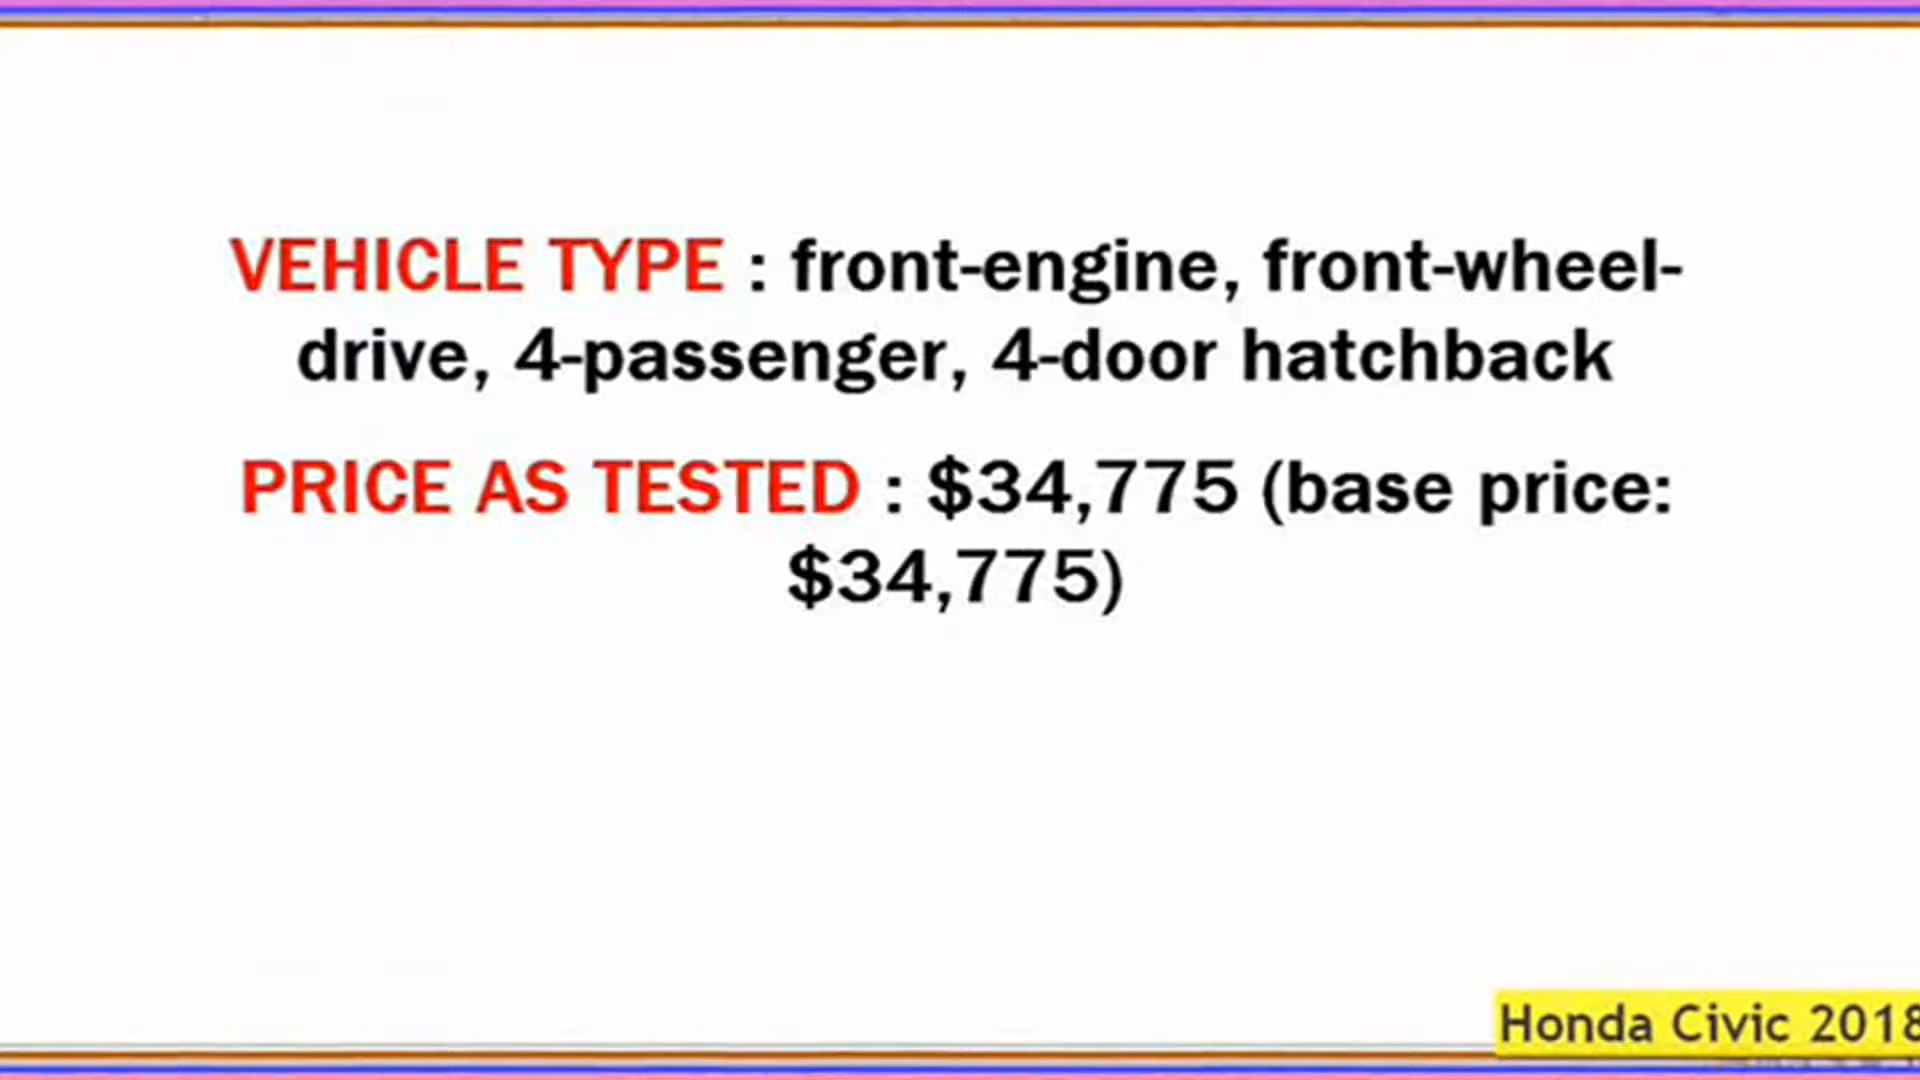 VEHICLE TYPE : front-engine, front-wheel-
drive, 4-passenger, 4-door hatchback
PRICE AS TESTED : $34,775 (base price:
$34,775)
Honda Civic 2018